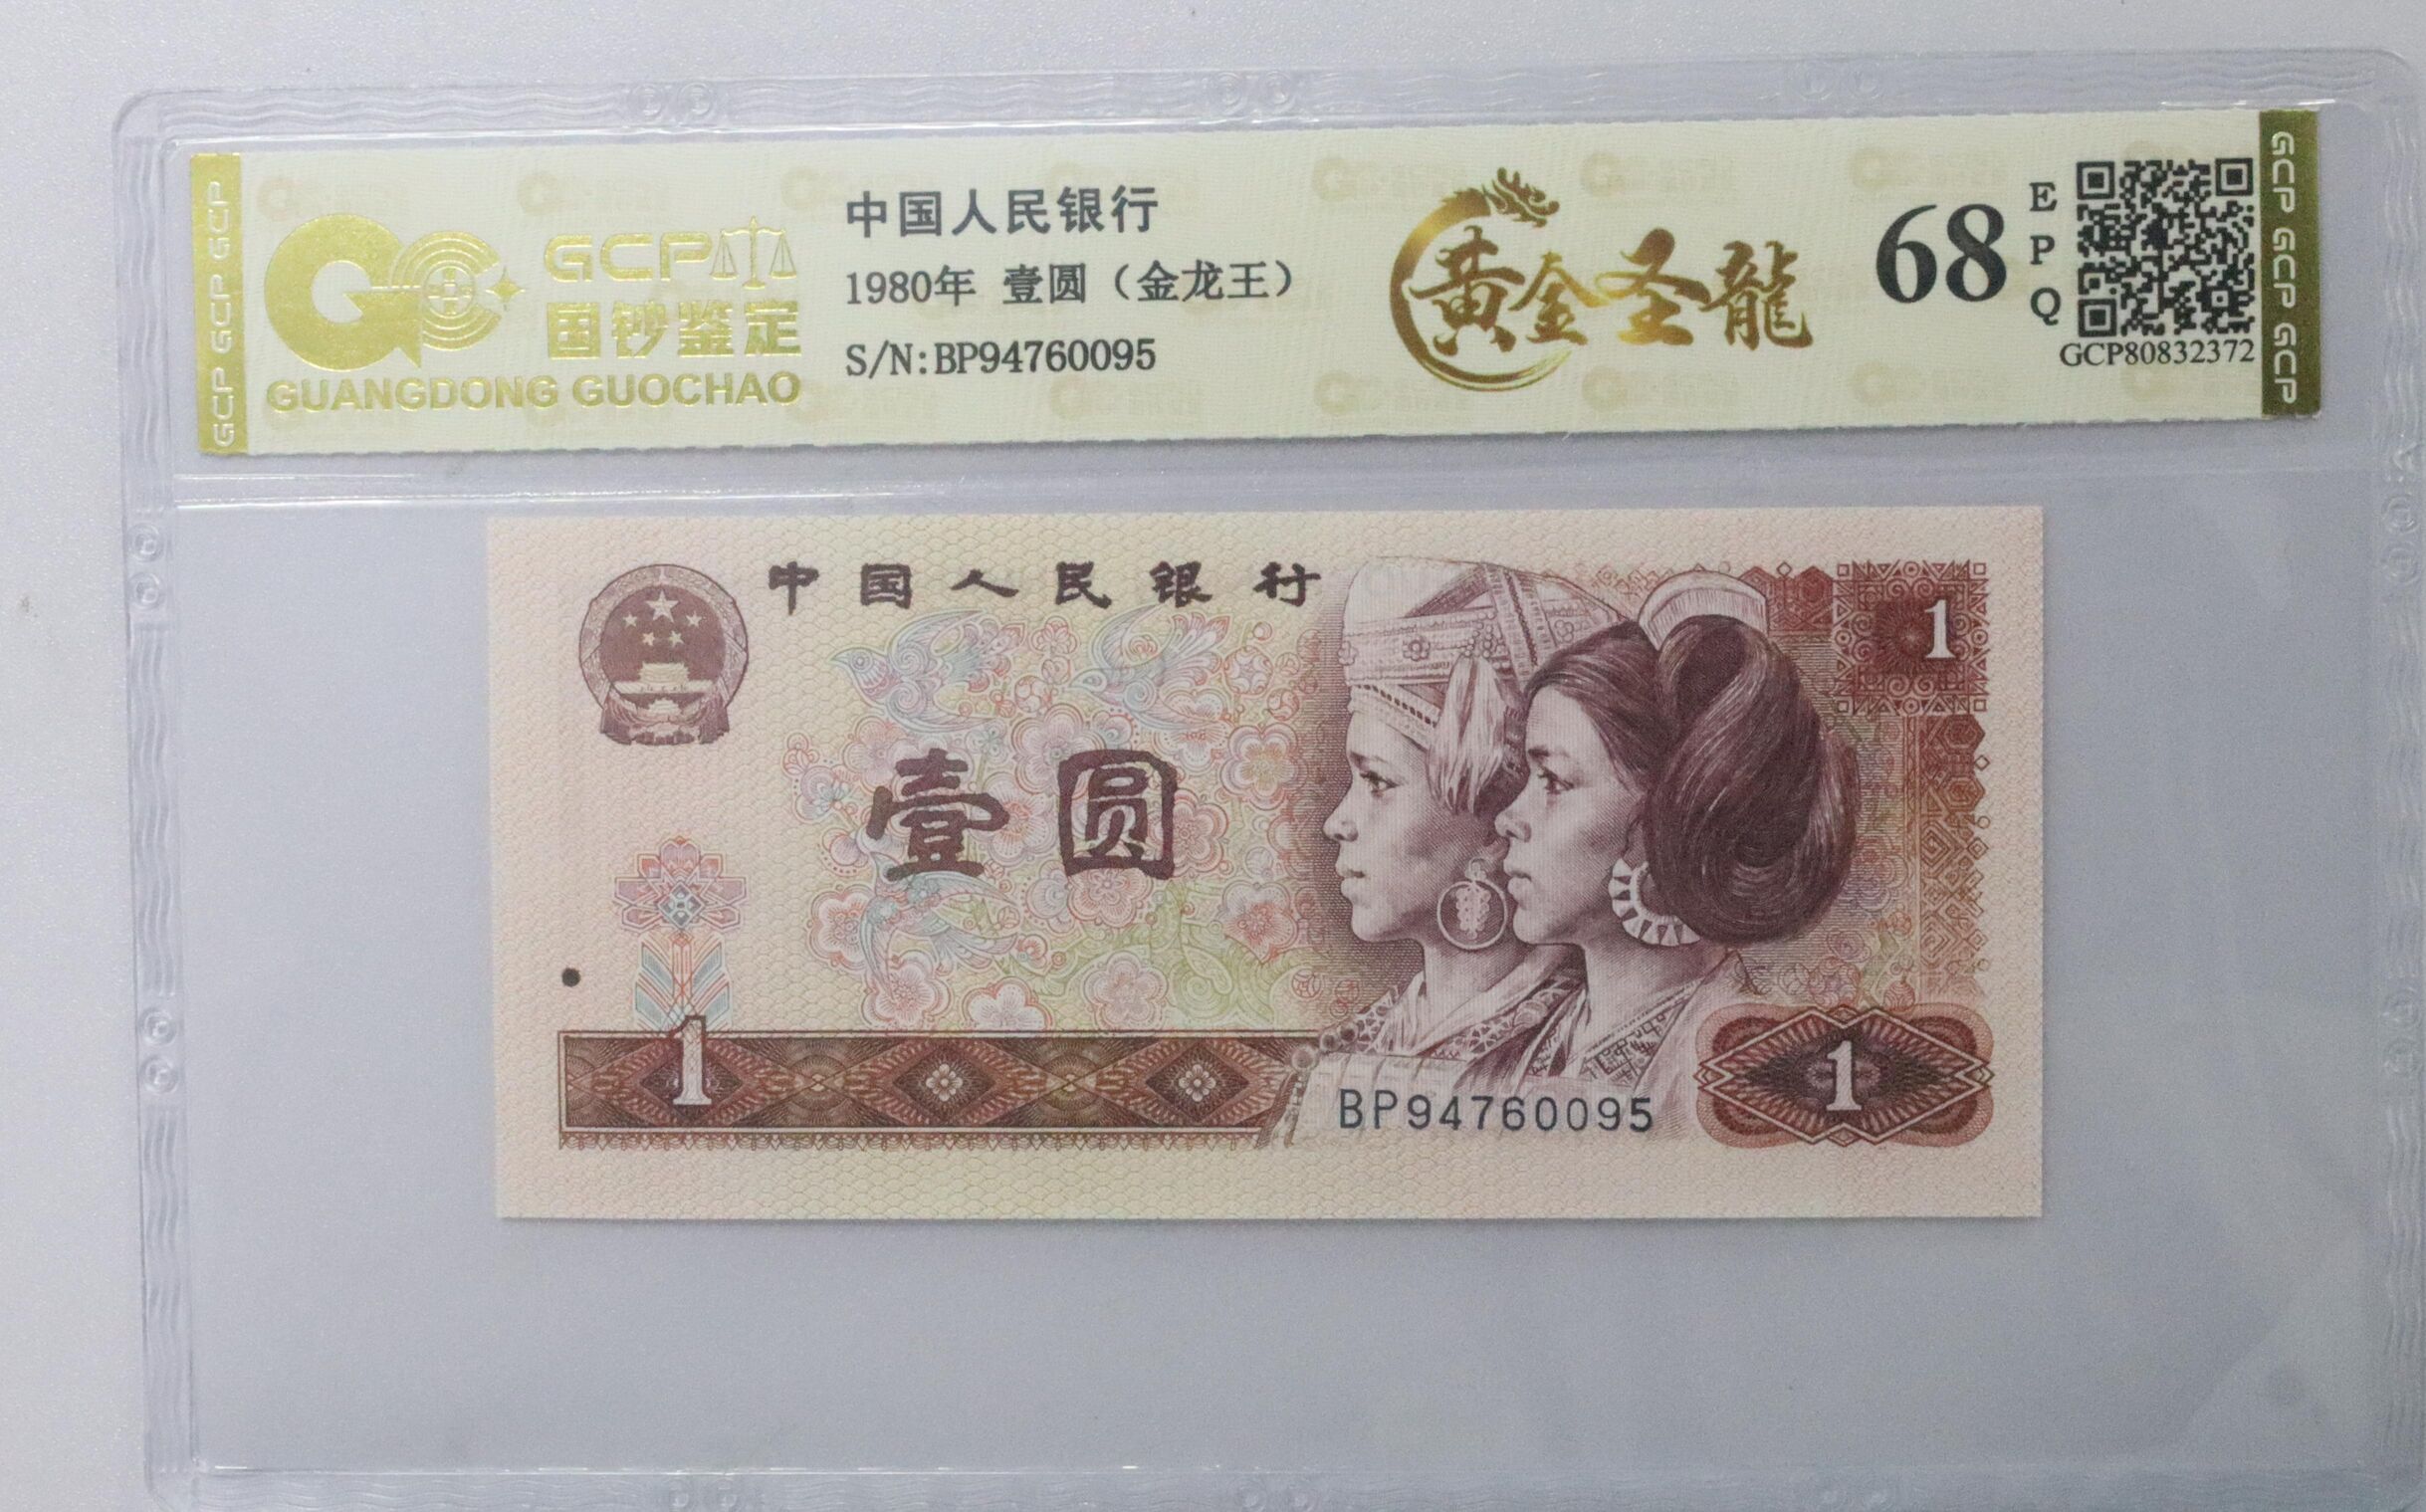 GCP GCP GCP
GCP
国钞鉴定
GUANGDONG GUOCHAO
中国人民银行
1980年 壹圆（金龙王）
S/N:BP94760095
黄金圣龍
68
E
P
Q
GCP80832372
GCP GCP GCP
中国人民银行
1
壹圆
1
BP94760095
1